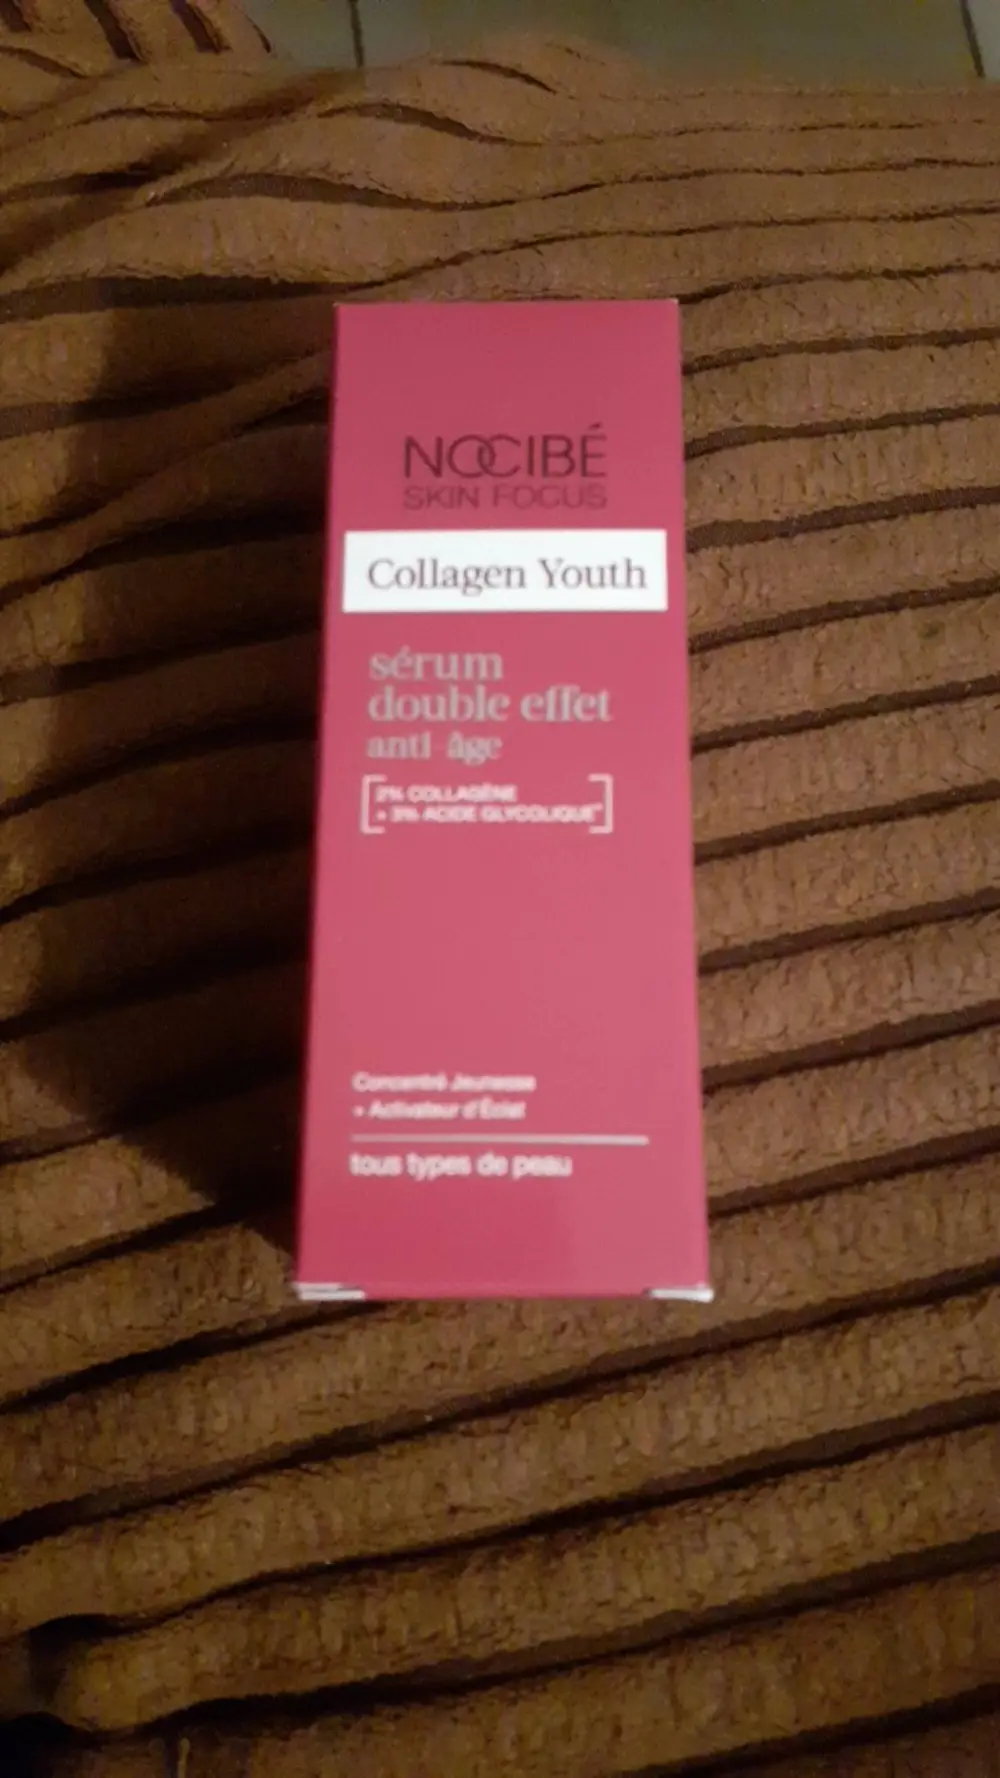 NOCIBÉ
SKIN FOCUS
Collagen Youth
sérum
double effet
anti-âge
2% COLLAGÈNE
+ 3% ACIDE GLYCOLIQUE*
Concentré Jeunesse
+ Activateur d'Éclat
tous types de peau